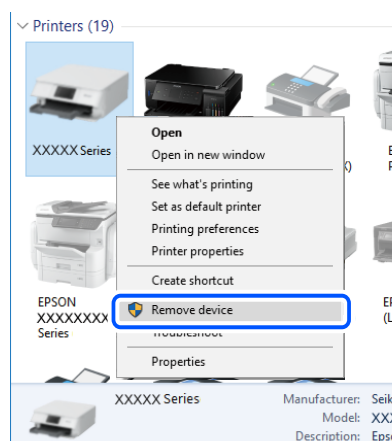 Printers (19)
XXXXX Series
Open
Open in new window
See what's printing
Set as default printer
Printing preferences
Printer properties
Create shortcut
Remove device
Troubleshoot
Properties
EPSON
XXXXXXXX
Series
XXXXX Series
Manufacturer:
Model:
Description: